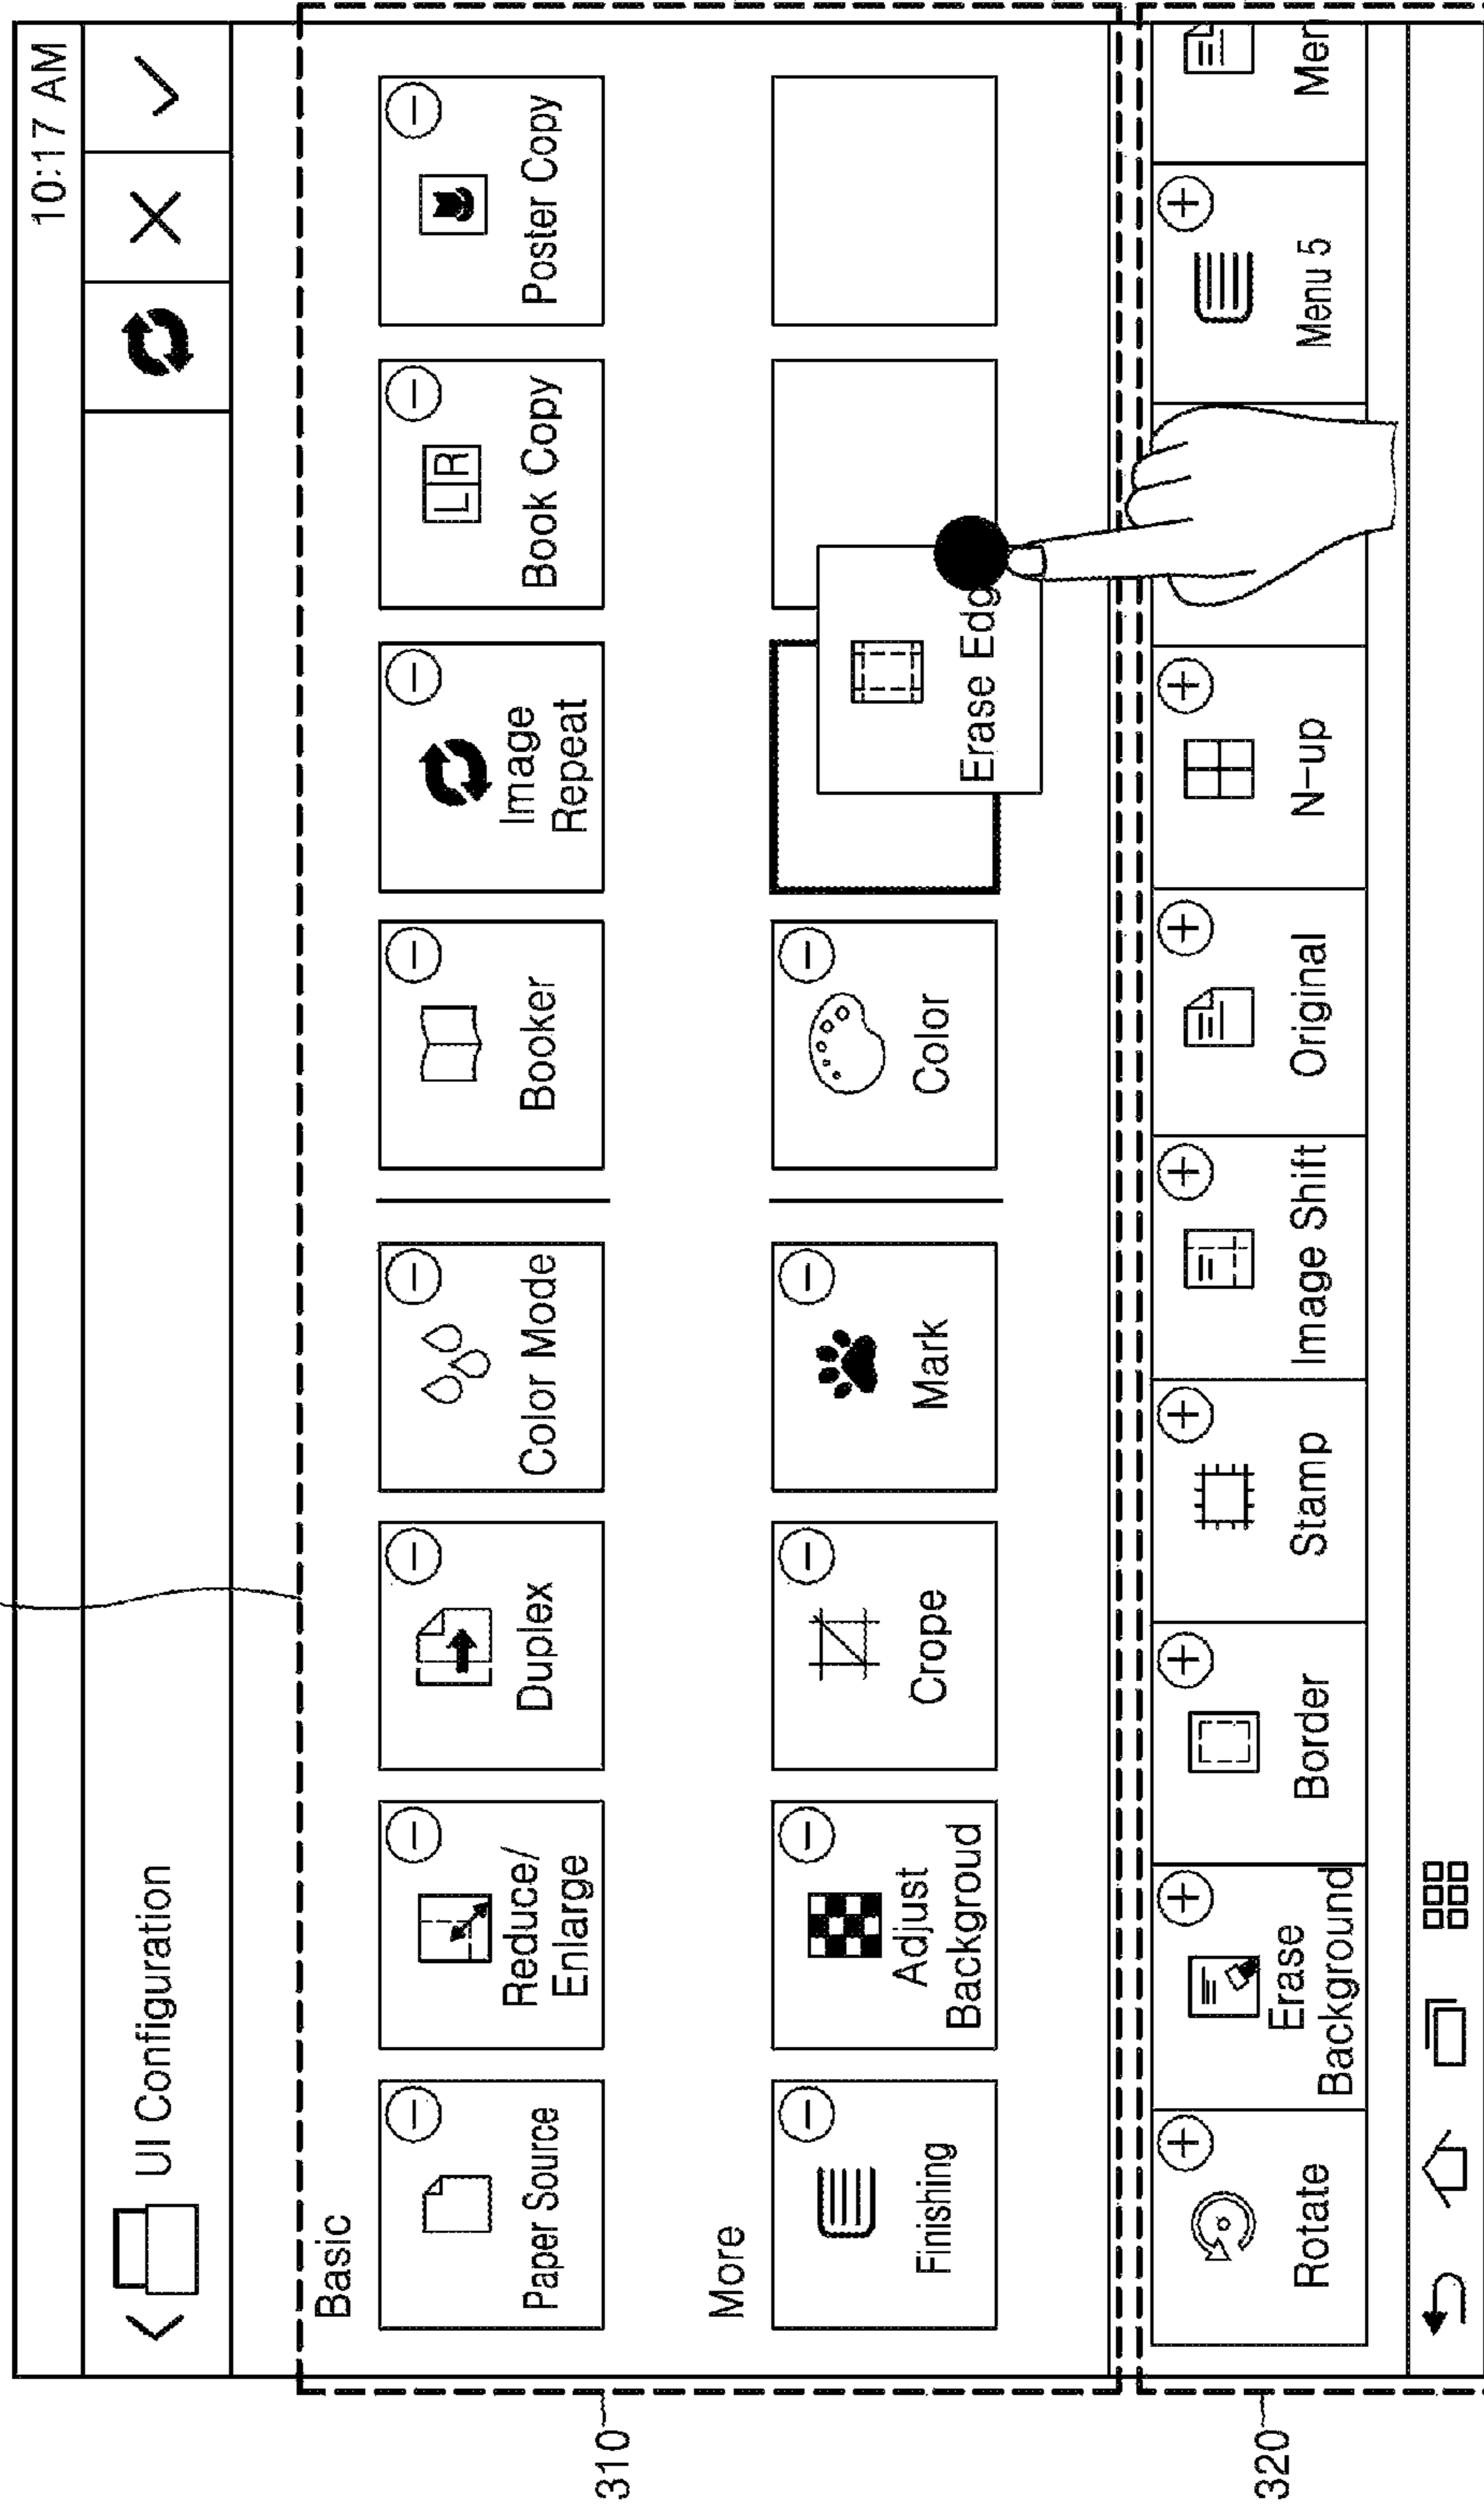 10:17 AM
UI Configuration
Basic
Paper Source
Reduce/
Enlarge
Duplex
Color Mode
Booker
Image
Repeat
L R
Book Copy
Poster Copy
More
Finishing
Adjust
Backgroud
Crope
Mark
Color
Erase Edg
310
Rotate
Erase
Background
Border
Stamp
Image Shift
Original
N-up
Menu 5
Men
320